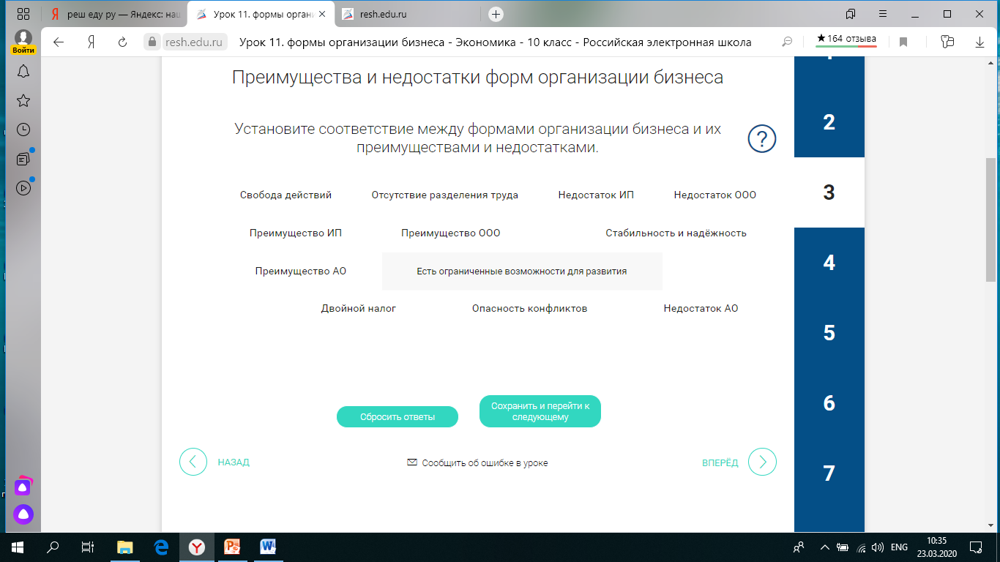 реш еду ру — Яндекс: наш
Урок 11. формы органи
resh.edu.ru
Войти
resh.edu.ru
Урок 11. формы организации бизнеса - Экономика - 10 класс - Российская электронная школа
★164 отзыва
Преимущества и недостатки форм организации бизнеса
Установите соответствие между формами организации бизнеса и их
преимуществами и недостатками.
?
Свобода действий Отсутствие разделения труда Недостаток ИП Недостаток ООО
Преимущество ИП Преимущество ООО Стабильность и надёжность
Преимущество АО Есть ограниченные возможности для развития
Двойной налог Опасность конфликтов Недостаток АО
2
3
4
5
6
7
Сбросить ответы
Сохранить и перейти к
следующему
НАЗАД
Сообщить об ошибке в уроке
ВПЕРЁД
ENG
10:35
23.03.2020